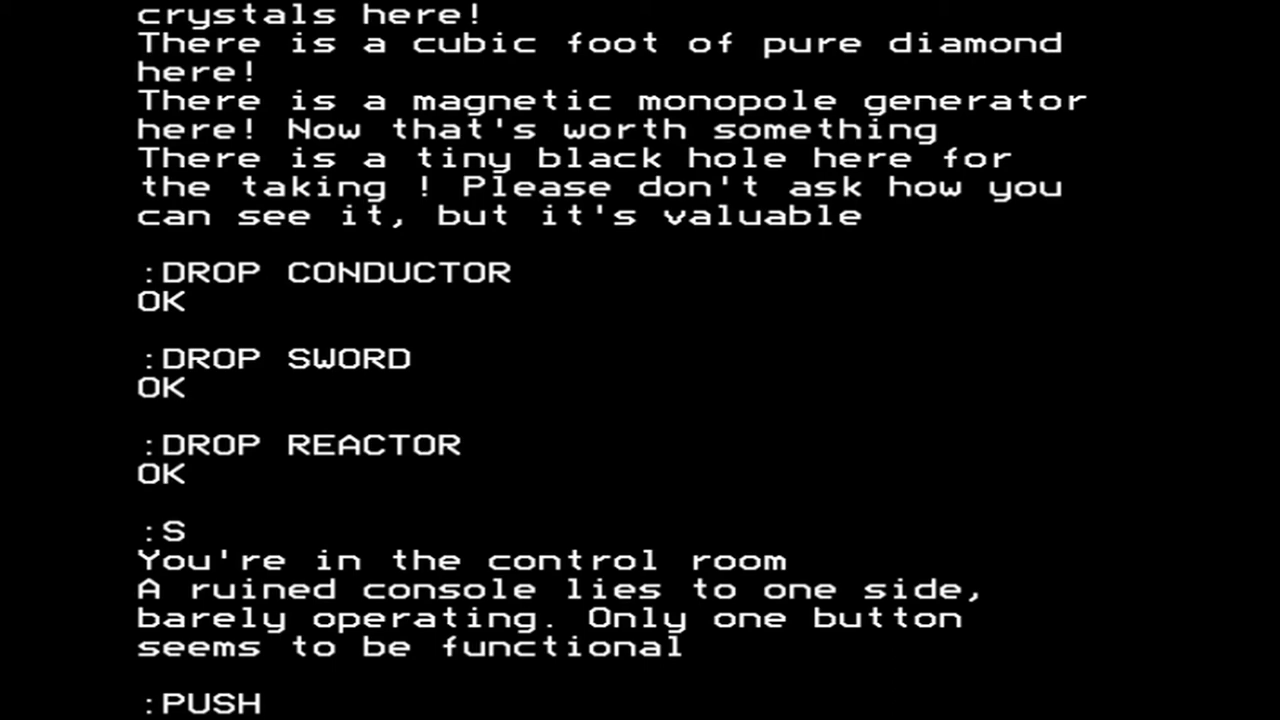 crystals here!
There is a cubic foot of pure diamond
here!
There is a magnetic monopole generator
here! Now that's worth something
There is a tiny black hole here for
the taking ! Please don't ask how you
can see it, but it's valuable
:DROP CONDUCTOR
OK
:DROP SWORD
OK
:DROP REACTOR
OK
:S
You're in the control room
A ruined console lies to one side,
barely operating. Only one button
seems to be functional
:PUSH